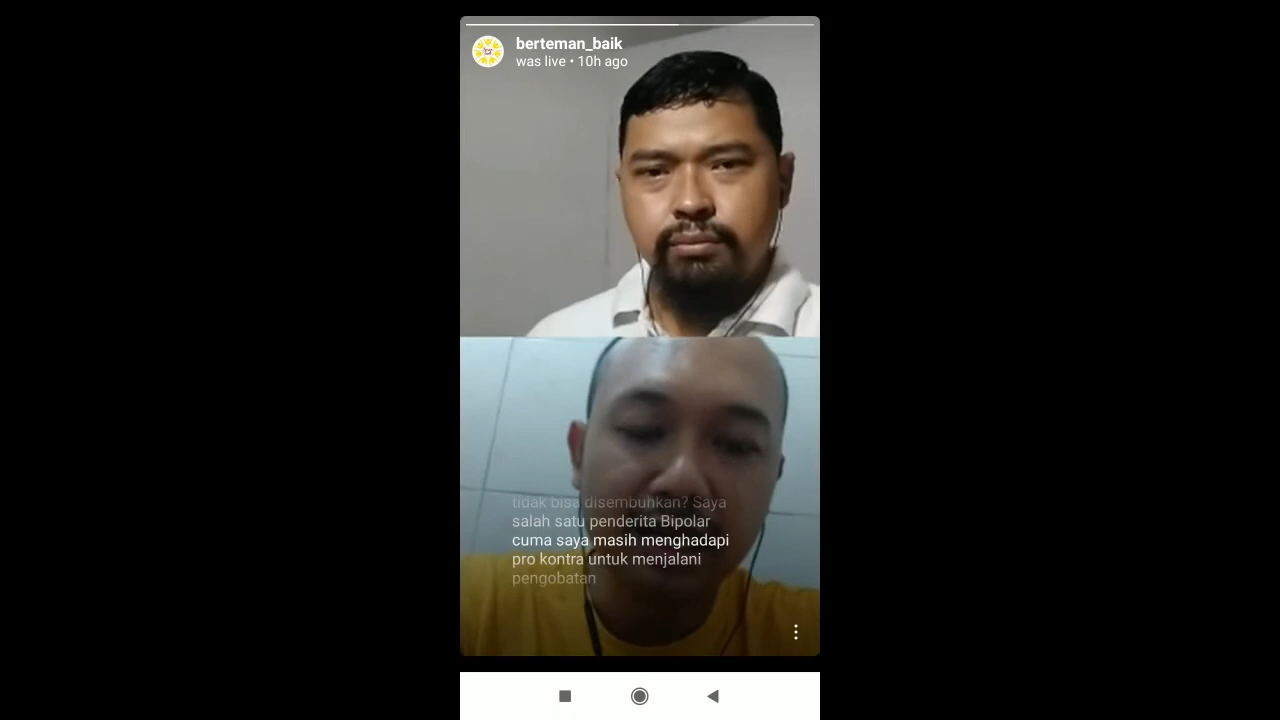 berteman_baik
was live • 10h ago
tidak bisa disembuhkan? Saya
salah satu penderita Bipolar
cuma saya masih menghadapi
pro kontra untuk menjalani
pengobatan